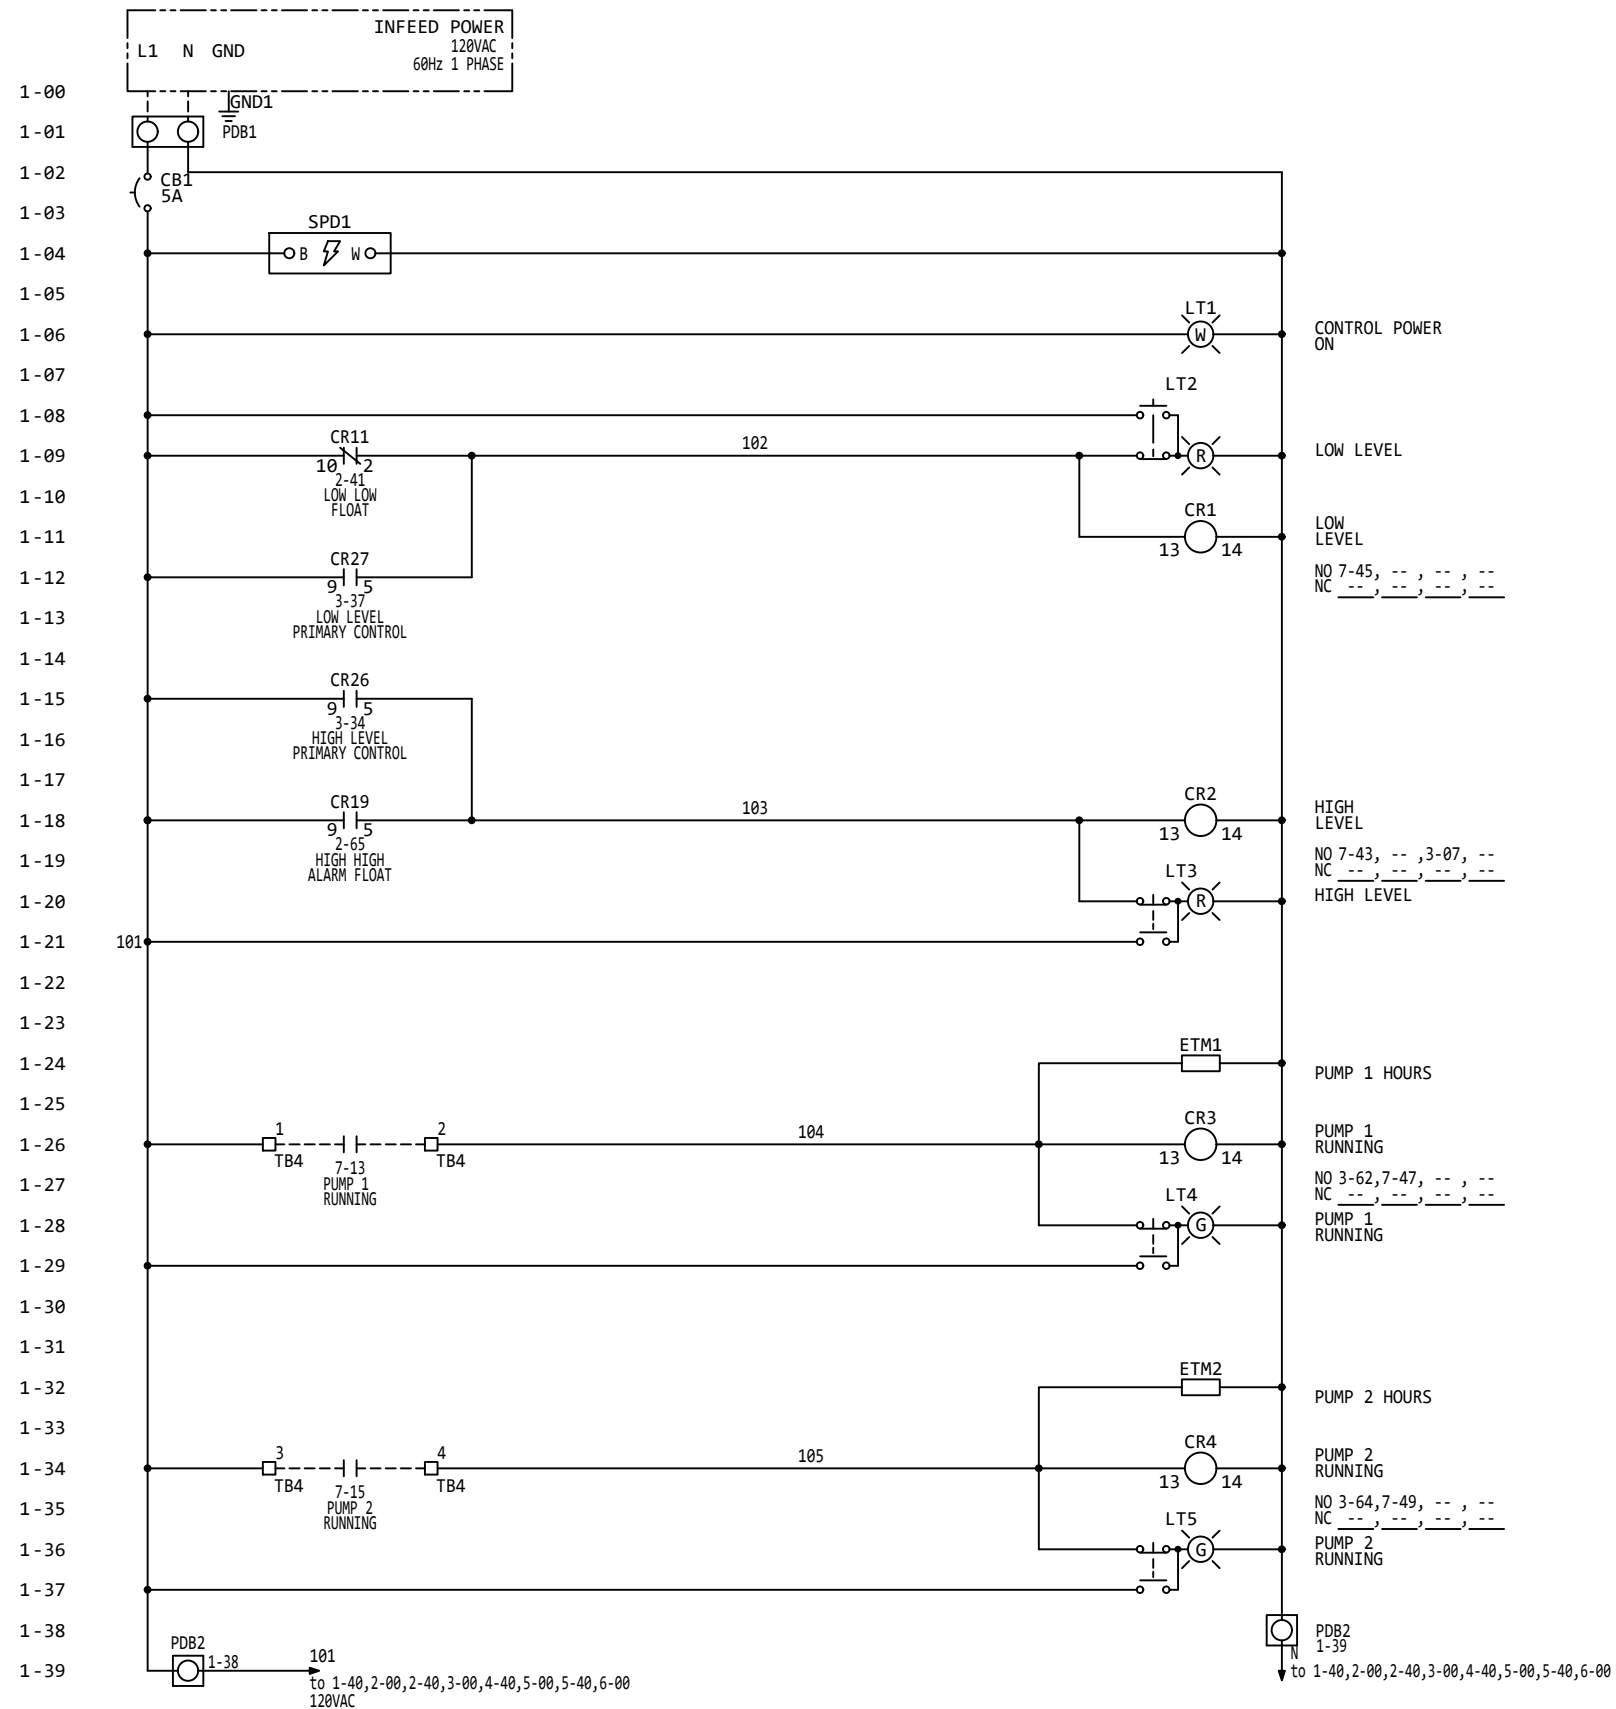 INFEED POWER
L1 N GND
120VAC
60Hz 1 PHASE
1-00
GND1
1-01
PDB1
1-02
CB1
5A
1-03
SPD1
1-04
B W
1-05
LT1
1-06
W
CONTROL POWER
ON
1-07
LT2
1-08
CR11
102
1-09
R
LOW LEVEL
10 2
2-41
LOW LOW
FLOAT
1-10
CR1
LOW
LEVEL
1-11
13 14
CR27
1-12
NO 7-45, -- , -- , --
NC -- , -- , -- , --
9 5
3-37
LOW LEVEL
PRIMARY CONTROL
1-13
1-14
CR26
1-15
9 5
3-34
HIGH LEVEL
PRIMARY CONTROL
1-16
1-17
CR2
CR19
103
HIGH
LEVEL
1-18
9 5
13 14
2-65
HIGH HIGH
ALARM FLOAT
1-19
NO 7-43, -- ,3-07, --
NC -- , -- , -- , --
LT3
1-20
R
HIGH LEVEL
1-21
101
1-22
1-23
ETM1
1-24
PUMP 1 HOURS
1-25
CR3
1 2
104
PUMP 1
RUNNING
1-26
TB4 TB4
13 14
7-13
PUMP 1
RUNNING
1-27
NO 3-62,7-47, -- , --
NC -- , -- , -- , --
LT4
1-28
G
PUMP 1
RUNNING
1-29
1-30
1-31
ETM2
1-32
PUMP 2 HOURS
1-33
CR4
3 4
105
PUMP 2
RUNNING
1-34
TB4 TB4
13 14
7-15
PUMP 2
RUNNING
1-35
NO 3-64,7-49, -- , --
NC -- , -- , -- , --
LT5
1-36
G
PUMP 2
RUNNING
1-37
1-38
PDB2
1-39
PDB2
1-38
101
N
1-39
to 1-40,2-00,2-40,3-00,4-40,5-00,5-40,6-00
120VAC
to 1-40,2-00,2-40,3-00,4-40,5-00,5-40,6-00